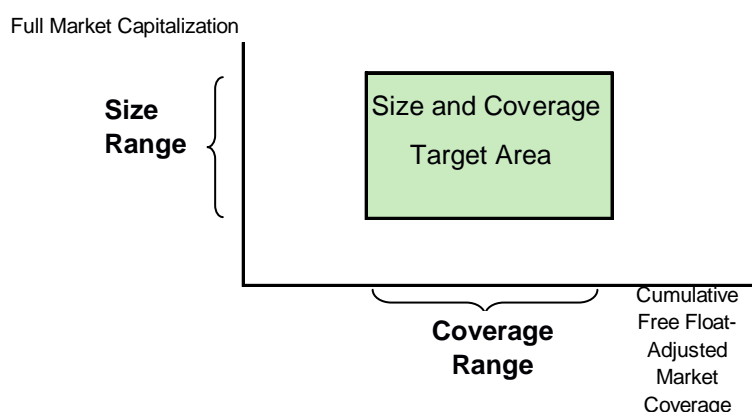 Full Market Capitalization
Size
Range
Size and Coverage
Target Area
Coverage
Range
Cumulative
Free Float-
Adjusted
Market
Coverage